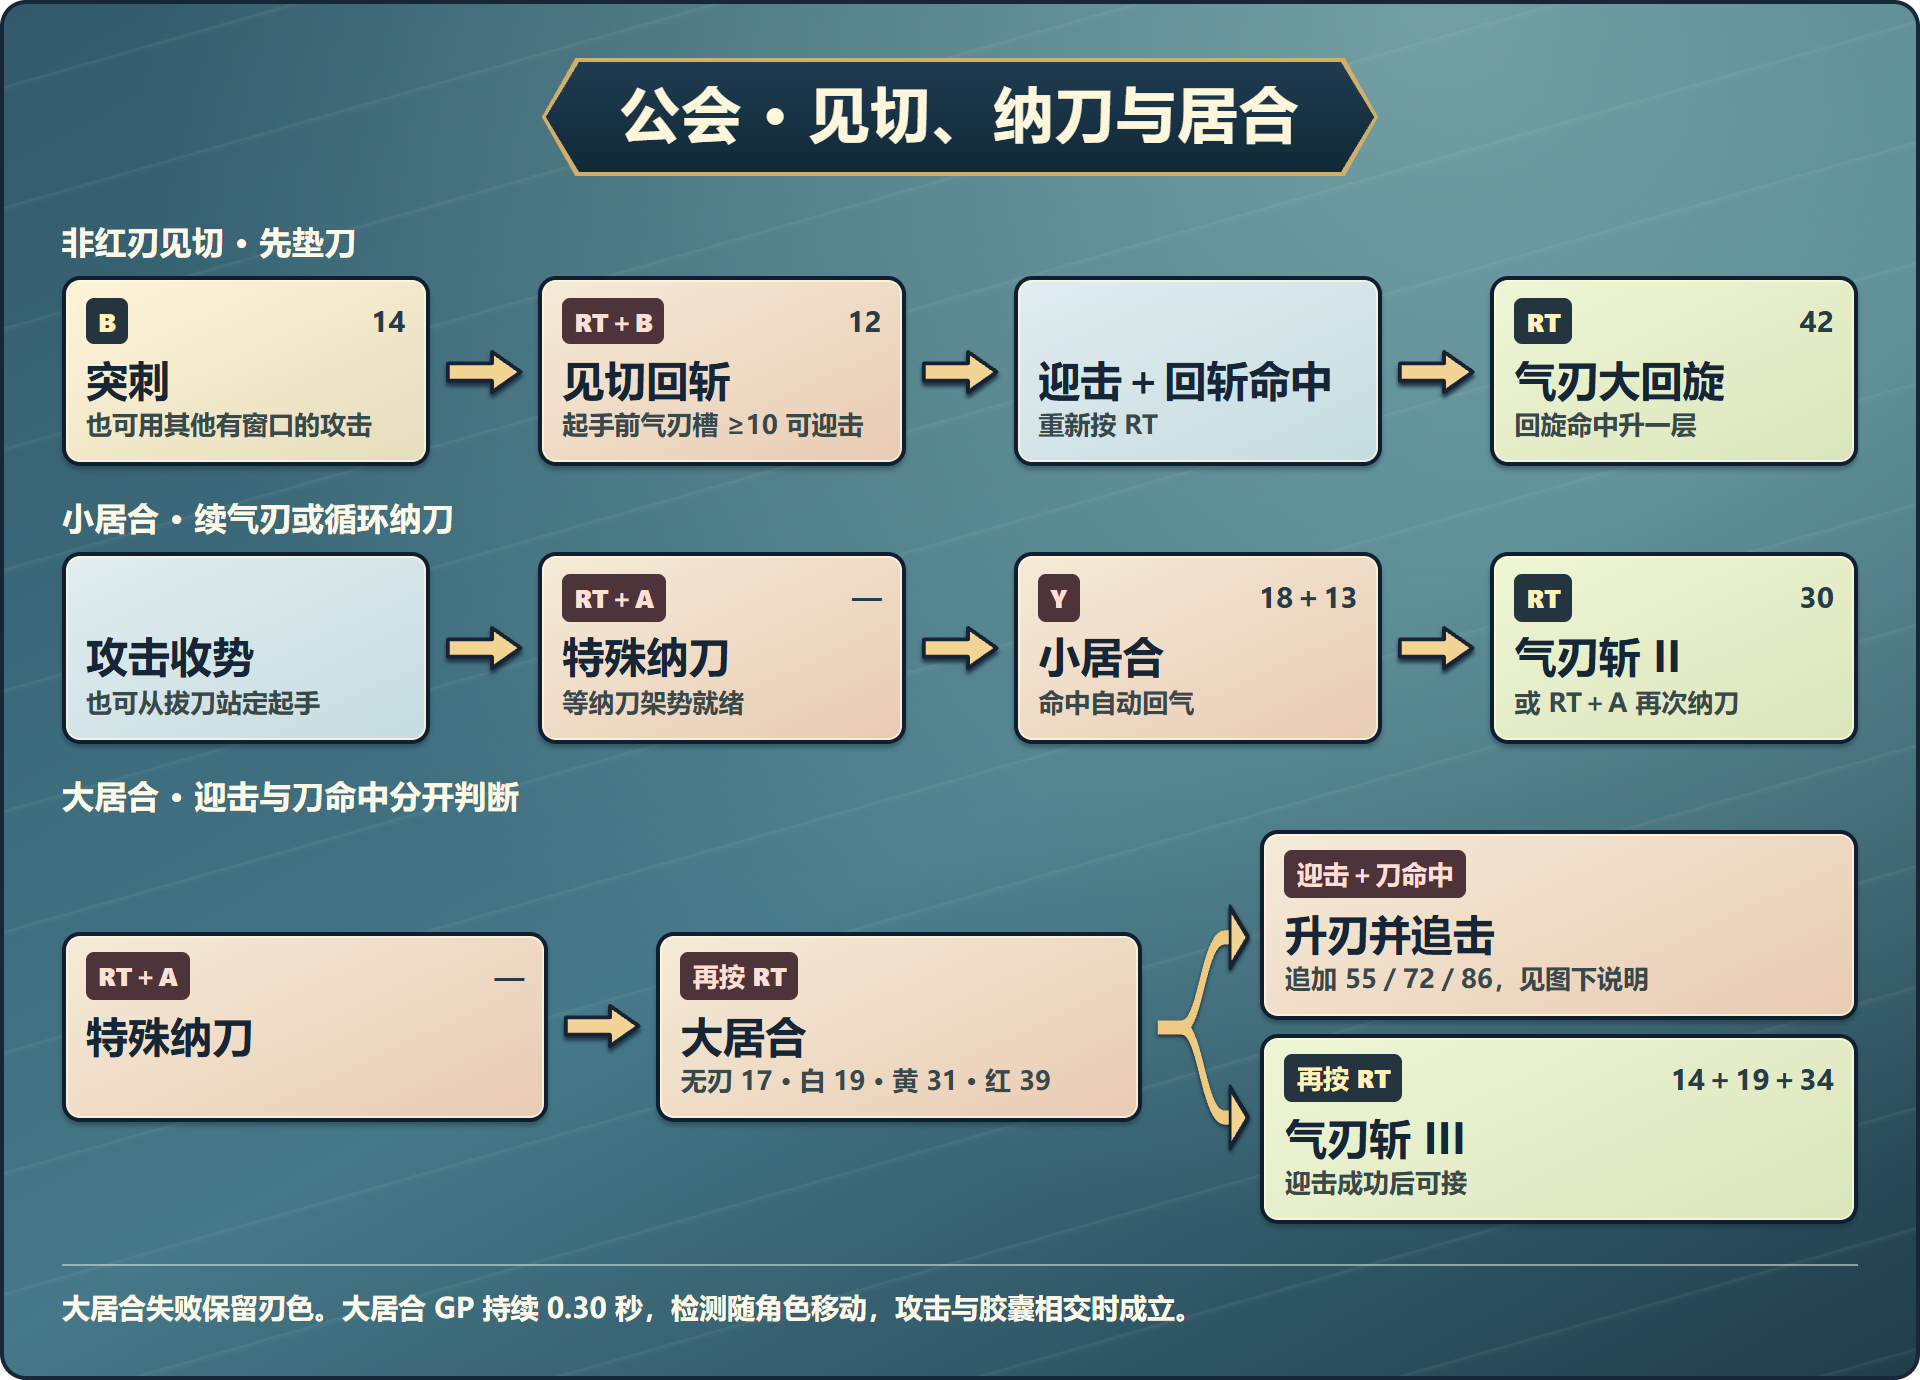 公会·见切、纳刀与居合
非红刃见切·先垫刀
B 14
突刺
也可用其他有窗口的攻击
RT+B 12
见切回斩
起手前气刃槽 ≥10 可迎击
迎击+回斩命中
重新按 RT
RT 42
气刃大回旋
回旋命中升一层
小居合·续气刃或循环纳刀
攻击收势
也可从拔刀站定起手
RT+A —
特殊纳刀
等纳刀架势就绪
Y 18+13
小居合
命中自动回气
RT 30
气刃斩 II
或 RT+A 再次纳刀
大居合·迎击与刀命中分开判断
RT+A —
特殊纳刀
再按 RT
大居合
无刃 17·白 19·黄 31·红 39
迎击+刀命中
升刃并追击
追加 55 / 72 / 86，见图下说明
再按 RT 14+19+34
气刃斩 III
迎击成功后可接
大居合失败保留刃色。大居合 GP 持续 0.30 秒，检测随角色移动，攻击与胶囊相交时成立。